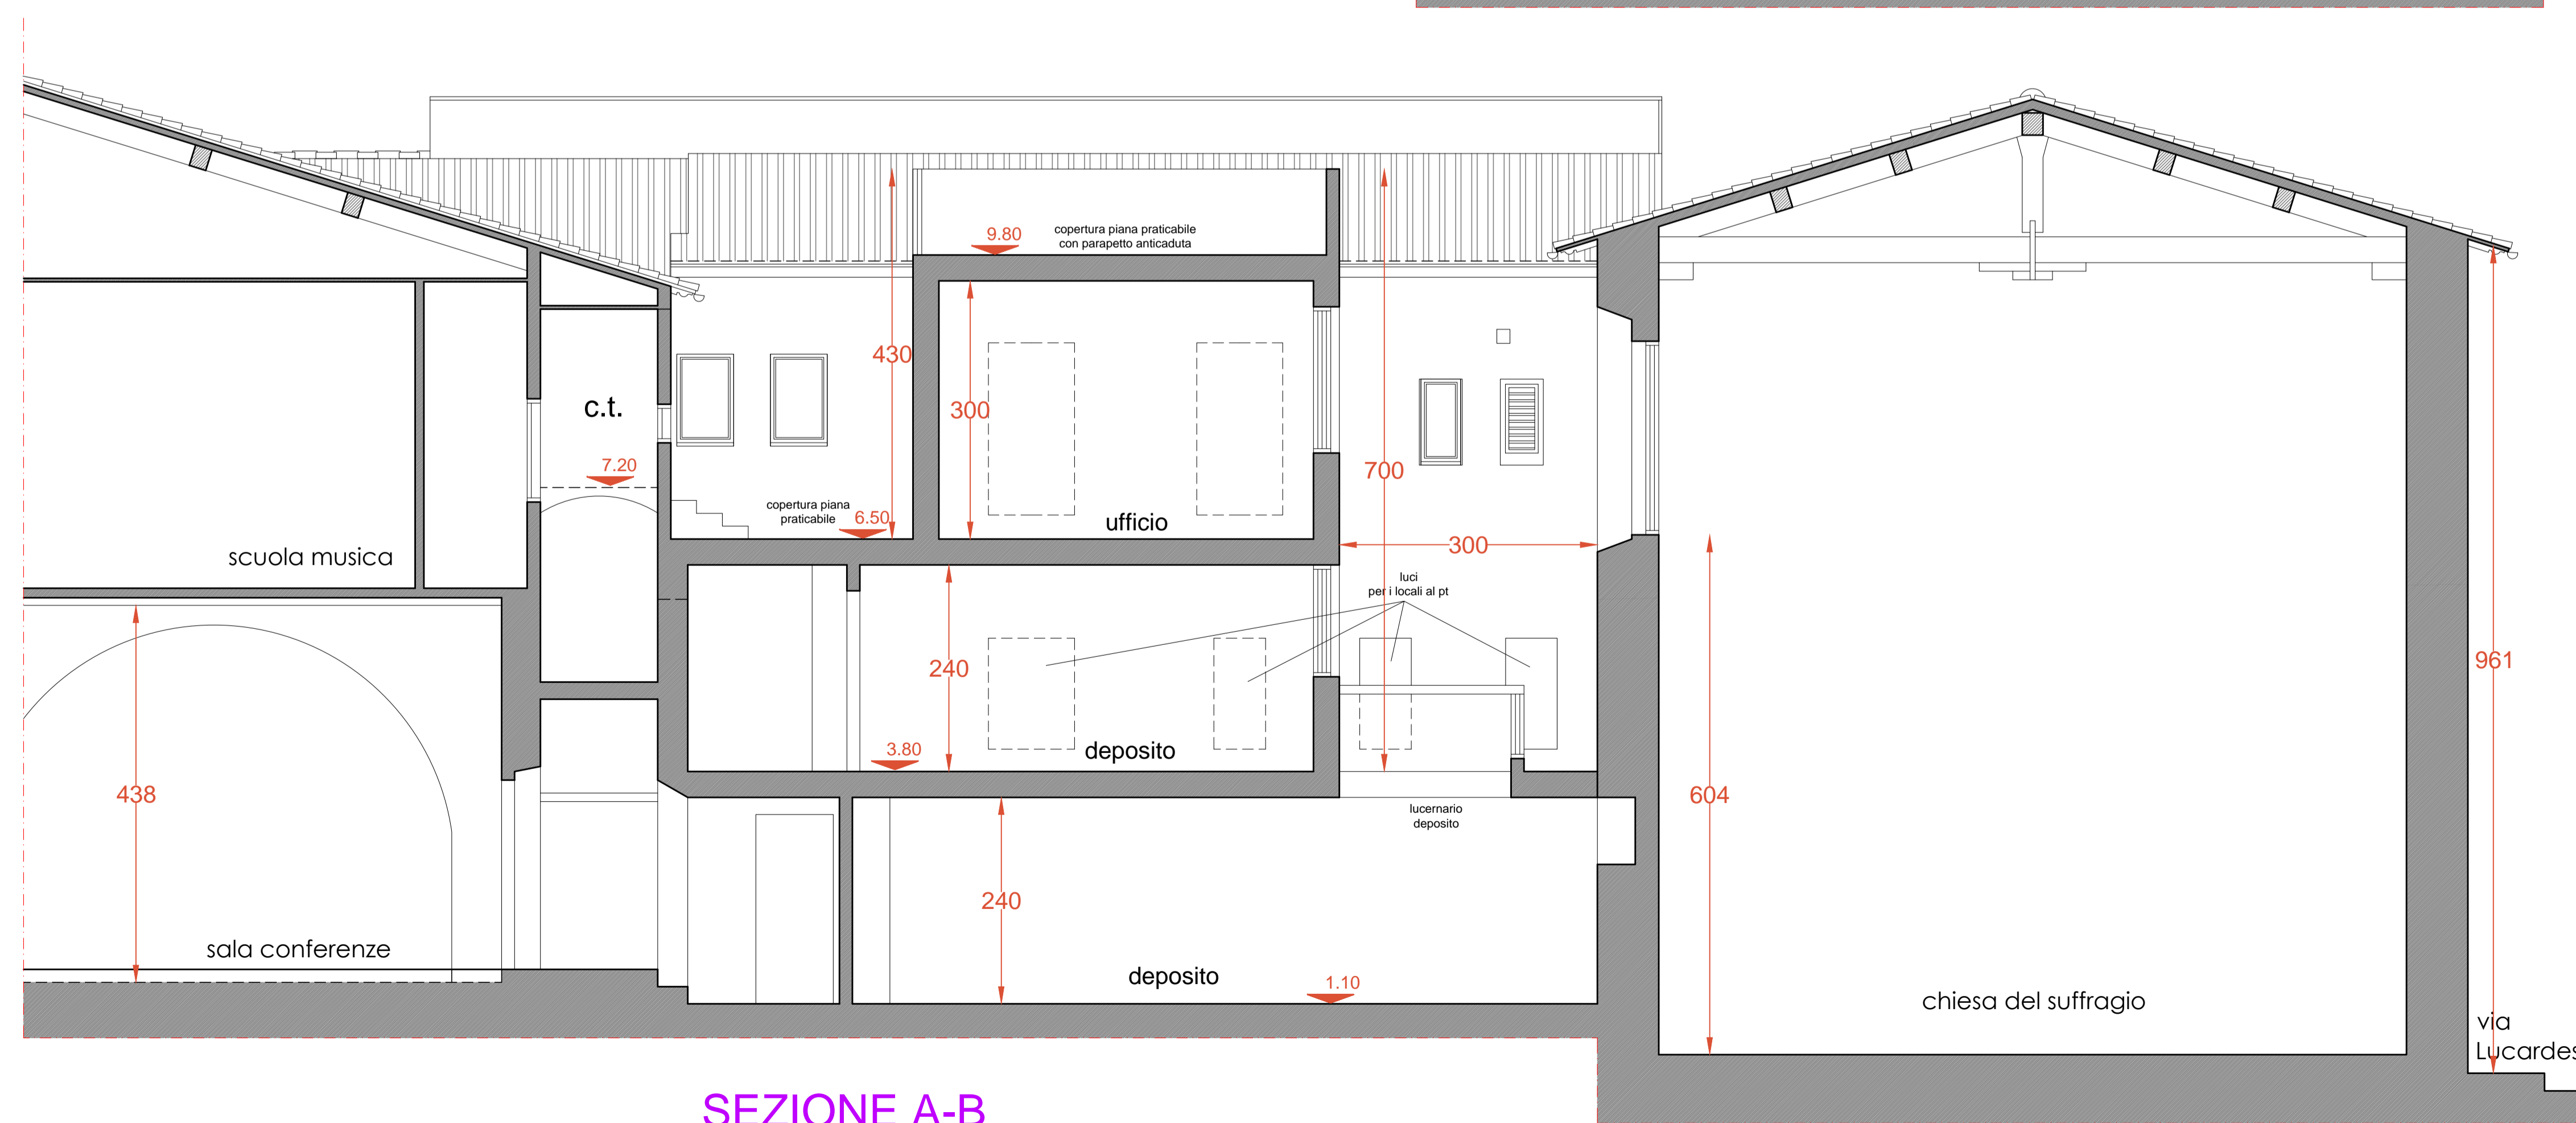 9.80
copertura piana praticabile
con parapetto anticaduta
430
300
c.t.
7.20
700
copertura piana
praticabile
6.50
ufficio
300
scuola musica
luci
per i locali al pt
240
961
3.80
deposito
438
604
lucernario
deposito
240
sala conferenze
deposito
1.10
chiesa del suffragio
via
SEZIONE A-B